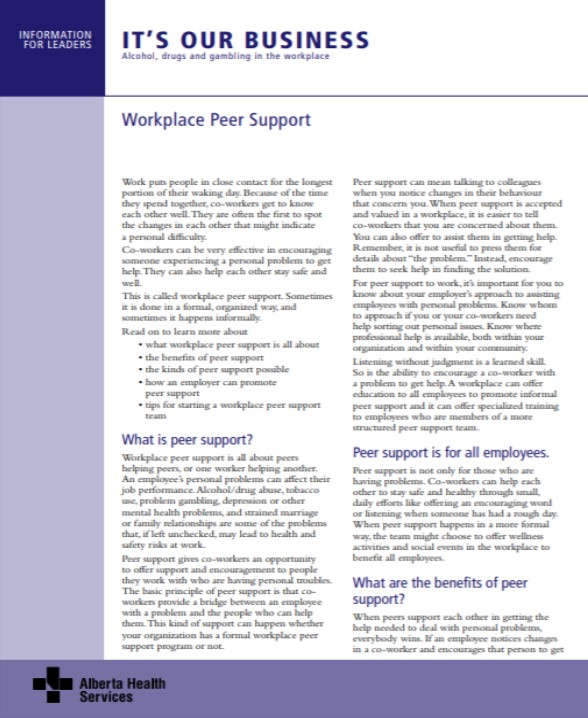 INFORMATION
FOR LEADERS
IT'S OUR BUSINESS
Alcohol, drugs and gambling in the workplace
Workplace Peer Support
Work puts people in close contact for the longest
portion of their waking day. Because of the time
they spend together, co-workers get to know
each other well. They are often the first to spot
the changes in each other that might indicate
a personal difficulty.
Co-workers can be very effective in encouraging
someone experiencing a personal problem to get
help. They can also help each other stay safe and
well.
This is called workplace peer support. Sometimes
it is done in a formal, organized way, and
sometimes it happens informally.
Read on to learn more about
• what workplace peer support is all about
• the benefits of peer support
• the kinds of peer support possible
• how an employer can promote
peer support
• tips for starting a workplace peer support
team
What is peer support?
Workplace peer support is all about peers
helping peers, or one worker helping another.
An employee's personal problems can affect their
job performance. Alcohol/drug abuse, tobacco
use, problem gambling, depression or other
mental health problems, and strained marriage
or family relationships are some of the problems
that, if left unchecked, may lead to health and
safety risks at work.
Peer support gives co-workers an opportunity
to offer support and encouragement to people
they work with who are having personal troubles.
The basic principle of peer support is that co-
workers provide a bridge between an employee
with a problem and the people who can help
them. This kind of support can happen whether
your organization has a formal workplace peer
support program or not.
Peer support can mean talking to colleagues
when you notice changes in their behaviour
that concern you. When peer support is accepted
and valued in a workplace, it is easier to tell
co-workers that you are concerned about them.
You can also offer to assist them in getting help.
Remember, it is not useful to press them for
details about “the problem.” Instead, encourage
them to seek help in finding the solution.
For peer support to work, it's important for you to
know about your employer's approach to assisting
employees with personal problems. Know whom
to approach if you or your co-workers need
help sorting out personal issues. Know where
professional help is available, both within your
organization and within your community.
Listening without judgment is a learned skill.
So is the ability to encourage a co-worker with
a problem to get help. A workplace can offer
education to all employees to promote informal
peer support and it can offer specialized training
to employees who are members of a more
structured peer support team.
Peer support is for all employees.
Peer support is not only for those who are
having problems. Co-workers can help each
other to stay safe and healthy through small,
daily efforts like offering an encouraging word
or listening when someone has had a rough day.
When peer support happens in a more formal
way, the team might choose to offer wellness
activities and social events in the workplace to
benefit all employees.
What are the benefits of peer
support?
When peers support each other in getting the
help needed to deal with personal problems,
everybody wins. If an employee notices changes
in a co-worker and encourages that person to get
Alberta Health
Services